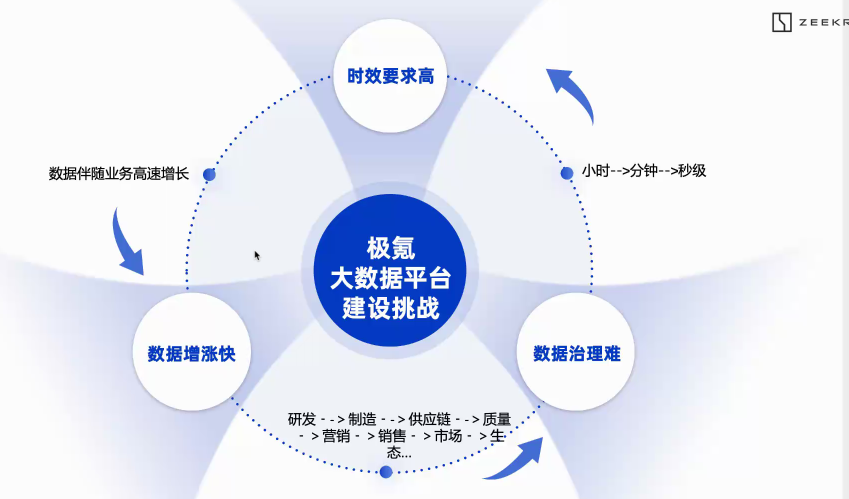 ZEEKR
时效要求高
小时-->分钟-->秒级
数据伴随业务高速增长
极氪
大数据平台
建设挑战
数据增涨快
数据治理难
研发 - - > 制造 - - > 供应链 - - > 质量
- > 营销 - > 销售 - > 市场 - > 生
态...